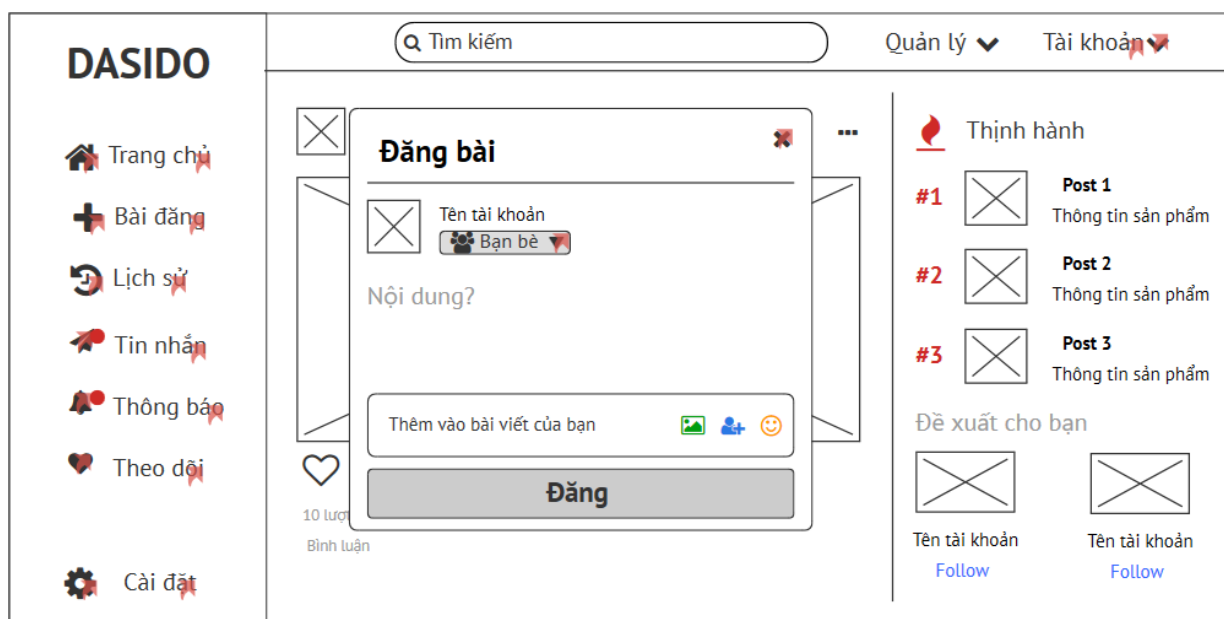 DASIDO
Tìm kiếm
Quản lý
Tài khoản
Trang chủ
Bài đăng
Lịch sử
Tin nhắn
Thông báo
Theo dõi
Cài đặt
Đăng bài
Tên tài khoản
Bạn bè
Nội dung?
Thêm vào bài viết của bạn
Đăng
10 lượt
Bình luận
Thịnh hành
#1
Post 1
Thông tin sản phẩm
#2
Post 2
Thông tin sản phẩm
#3
Post 3
Thông tin sản phẩm
Đề xuất cho bạn
Tên tài khoản
Follow
Tên tài khoản
Follow